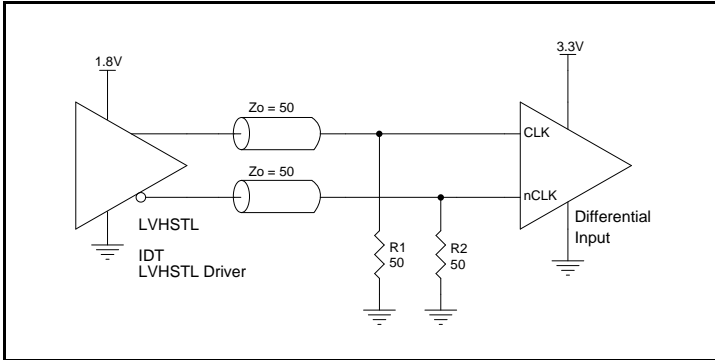 1.8V
3.3V
Zo = 50
CLK
Zo = 50
nCLK
LVHSTL
IDT
LVHSTL Driver
R1
50
R2
50
Differential
Input